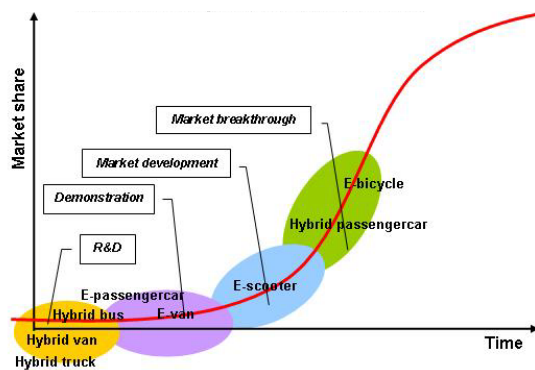 Market share
Market breakthrough
Market development
Demonstration
R&D
E-bicycle
Hybrid passengercar
E-scooter
E-passengercar
E-van
Hybrid bus
Hybrid van
Hybrid truck
Time